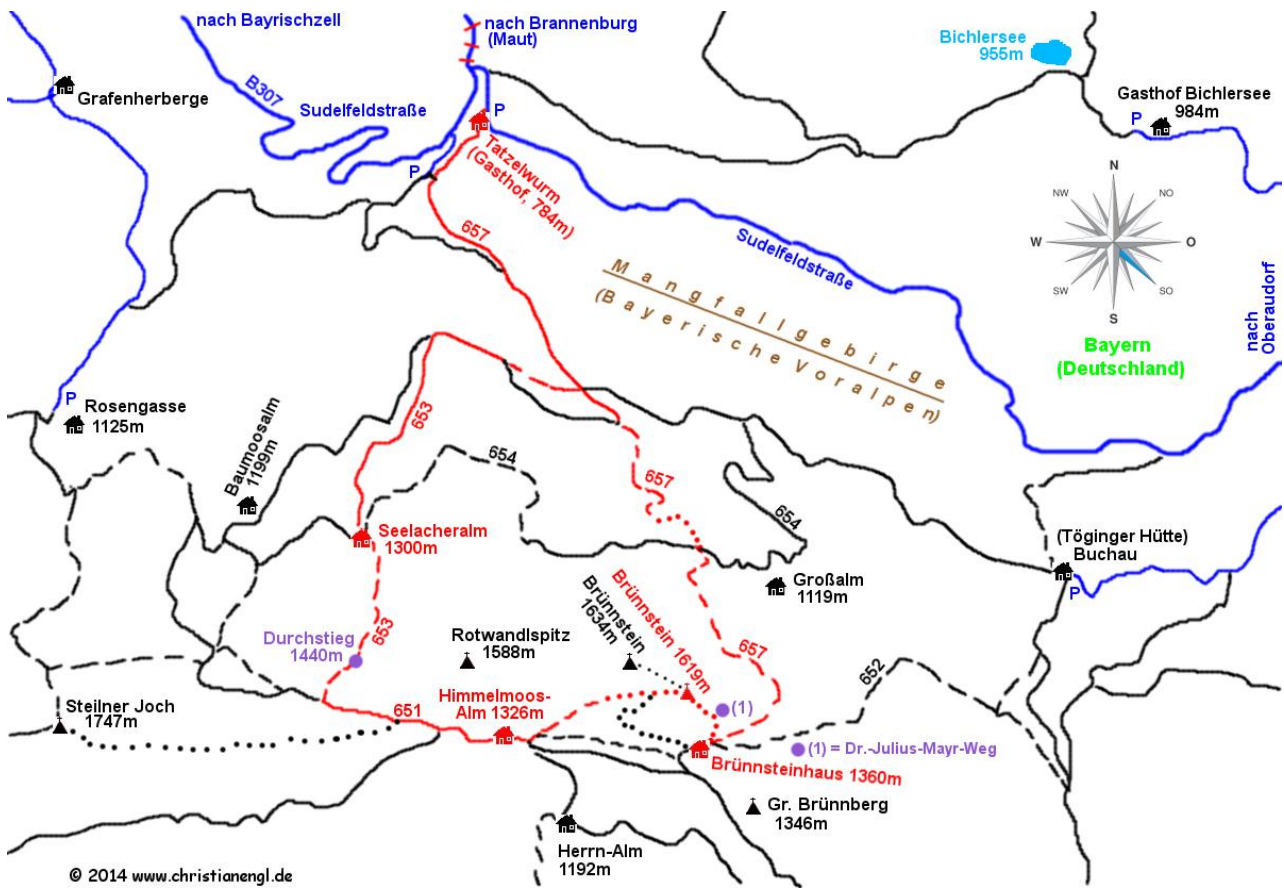 nach Bayrischzell
nach Brannenburg
(Maut)
Bichlersee
955m
Grafenherberge
B307
Sudelfeldstraße
P
Gasthof Bichlersee
984m
P
Tatzelwurm
(Gasthof, 784m)
P
N
NW
NO
W
O
SW
SO
S
657
Sudelfeldstraße
Mangfallgebirge
(Bayerische Voralpen)
nach
Oberaudorf
Bayern
(Deutschland)
P
Rosengasse
1125m
Baumoosalm
1199m
653
654
657
654
Seelacheralm
1300m
(Töginger Hütte)
Buchau
P
Großalm
1119m
Brünnstein
1634m
Brünnstein 1619m
Durchstieg
1440m
653
Rotwandlspitz
1588m
657
652
Steilner Joch
1747m
651
Himmelmoos-
Alm 1326m
(1)
(1) = Dr.-Julius-Mayr-Weg
Brünnsteinhaus 1360m
Gr. Brünnberg
1346m
Herrn-Alm
1192m
© 2014 www.christianengl.de